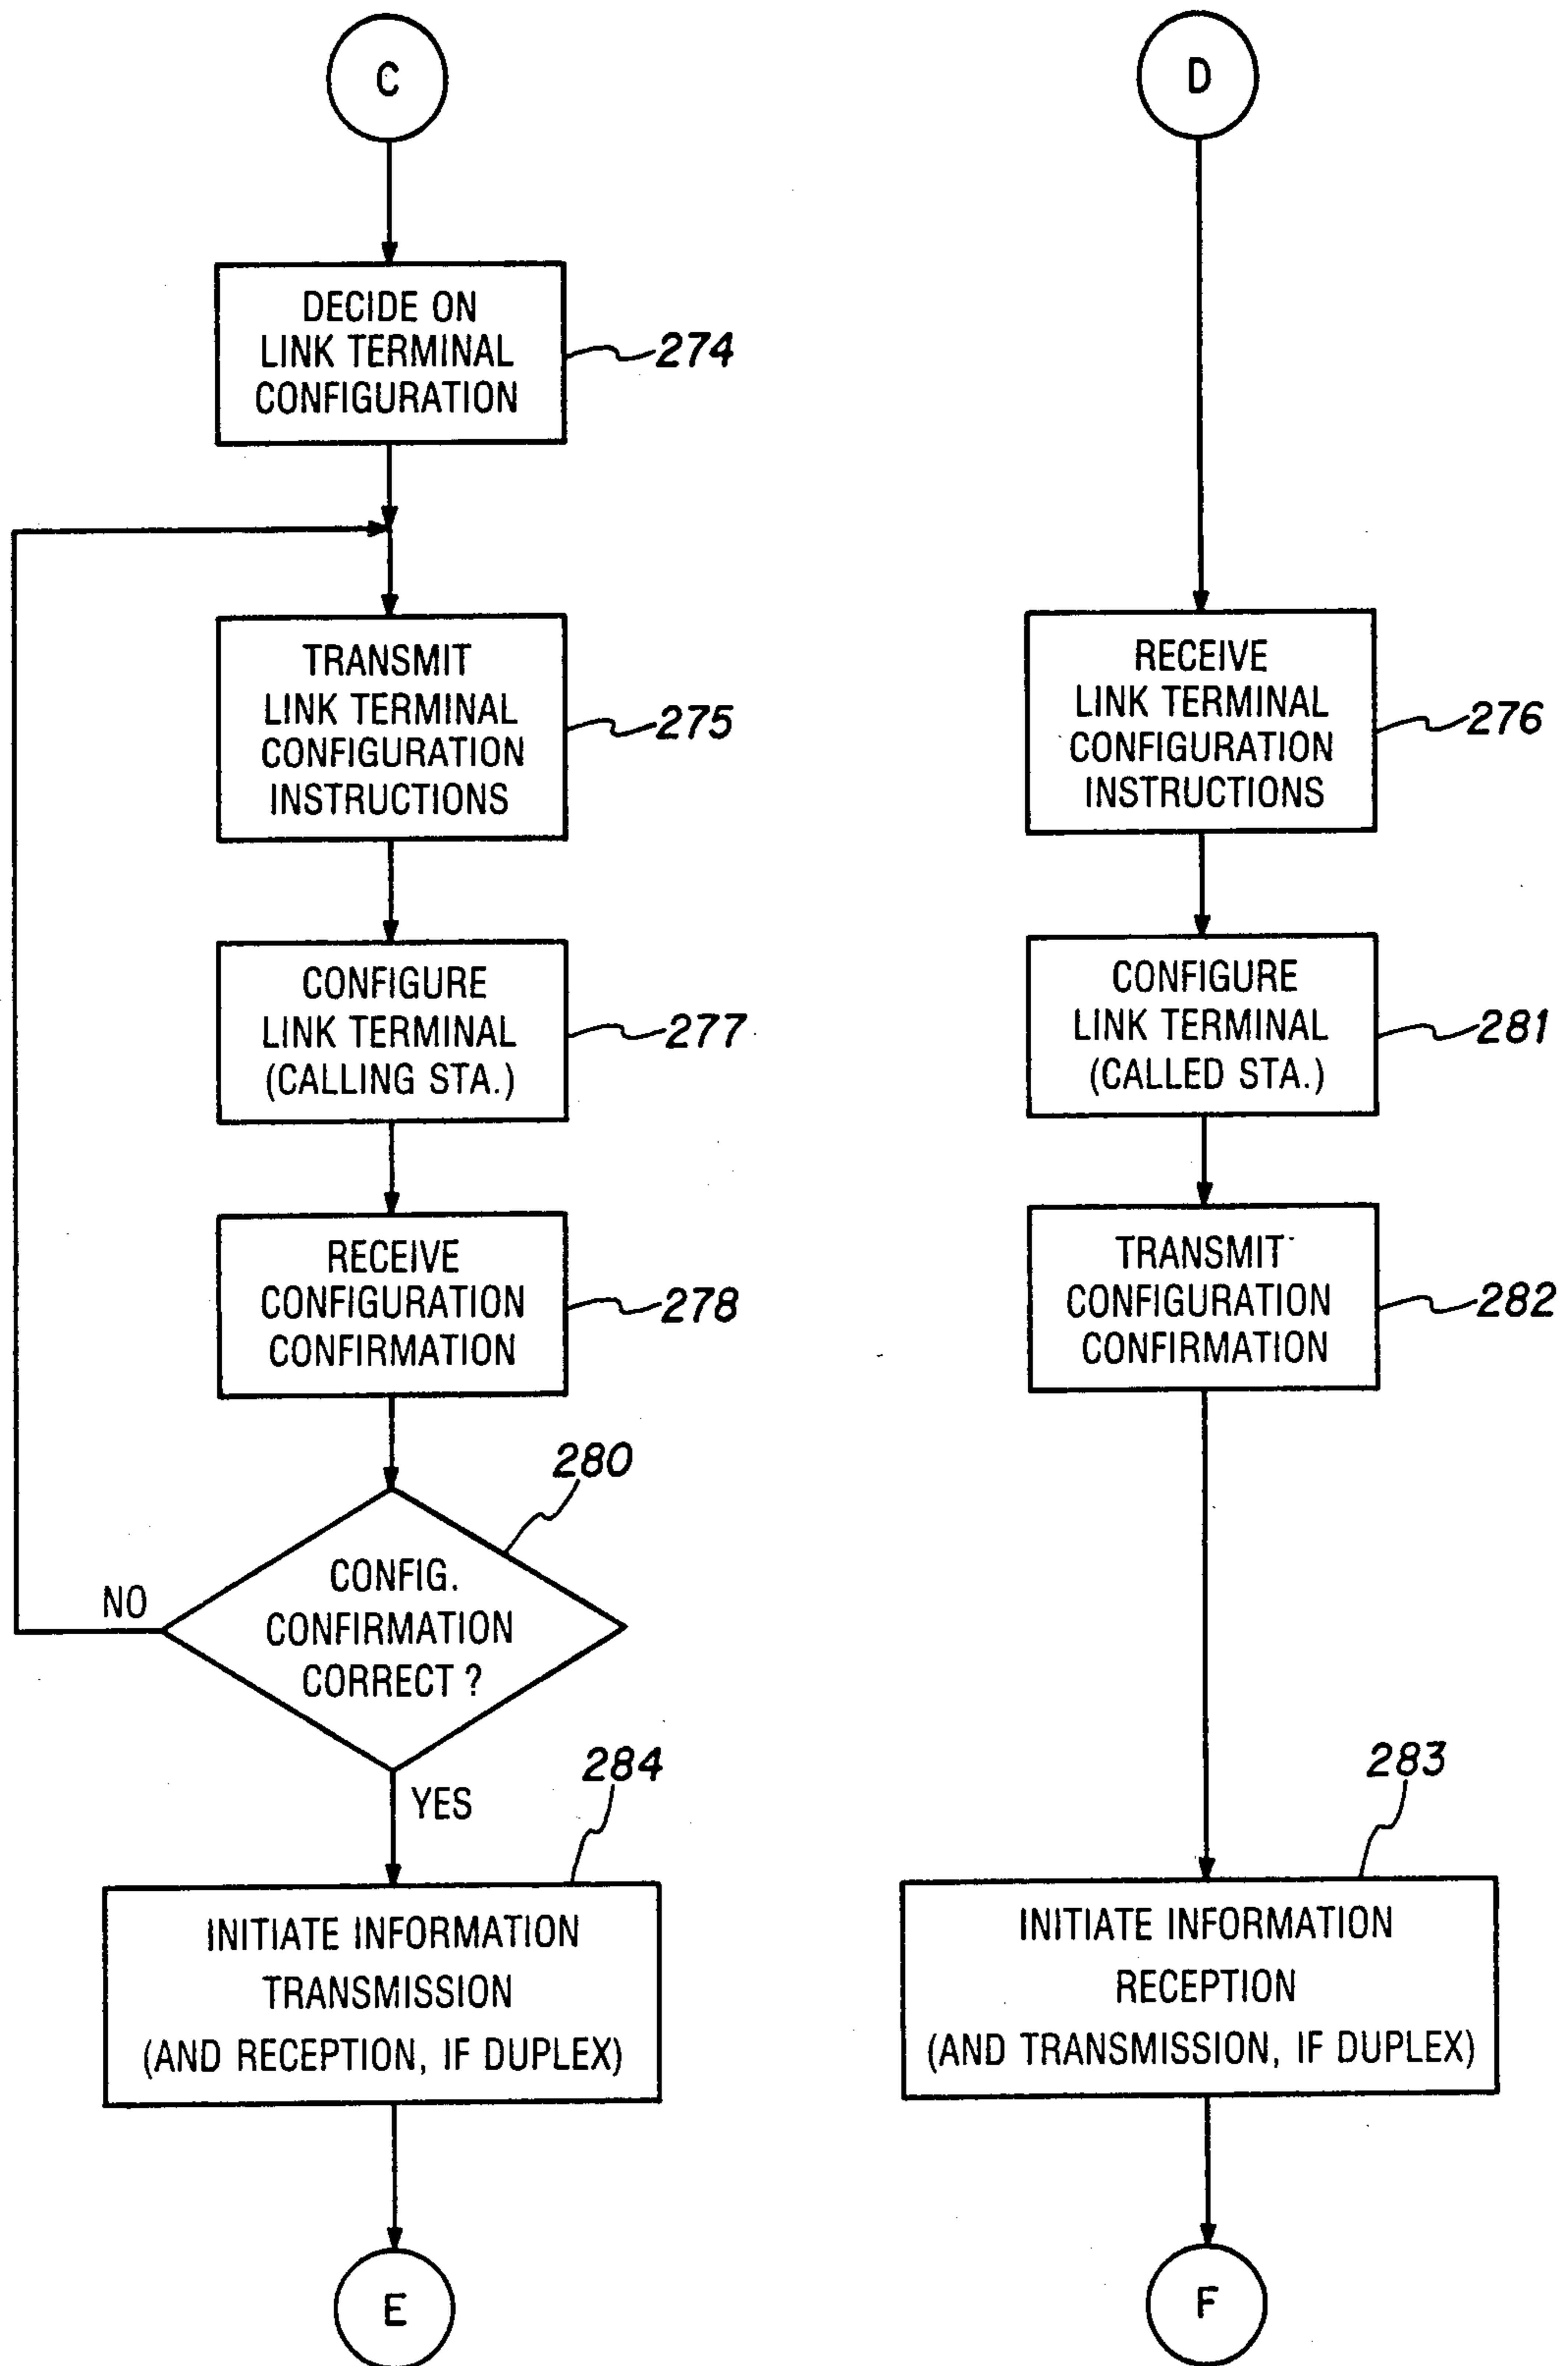 C
DECIDE ON
LINK TERMINAL
CONFIGURATION
274
TRANSMIT
LINK TERMINAL
CONFIGURATION
INSTRUCTIONS
275
CONFIGURE
LINK TERMINAL
(CALLING STA.)
277
RECEIVE
CONFIGURATION
CONFIRMATION
278
280
CONFIG.
CONFIRMATION
CORRECT ?
NO
YES
284
INITIATE INFORMATION
TRANSMISSION
(AND RECEPTION, IF DUPLEX)
E
D
RECEIVE
LINK TERMINAL
CONFIGURATION
INSTRUCTIONS
276
CONFIGURE
LINK TERMINAL
(CALLED STA.)
281
TRANSMIT
CONFIGURATION
CONFIRMATION
282
283
INITIATE INFORMATION
RECEPTION
(AND TRANSMISSION, IF DUPLEX)
F